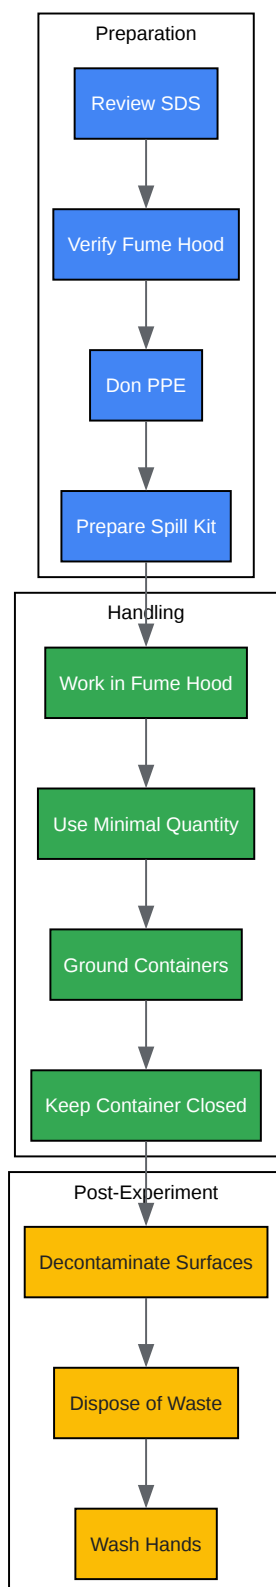 Preparation
Review SDS
Verify Fume Hood
Don PPE
Prepare Spill Kit
Handling
Work in Fume Hood
Use Minimal Quantity
Ground Containers
Keep Container Closed
Post-Experiment
Decontaminate Surfaces
Dispose of Waste
Wash Hands